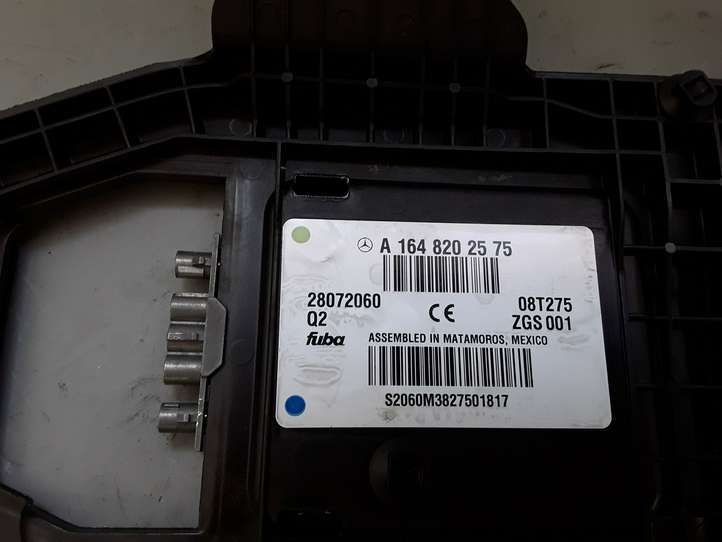 A 164 820 25 75
28072060 08T275
Q2 CE ZGS 001
fuba ASSEMBLED IN MATAMOROS, MEXICO
S2060M3827501817